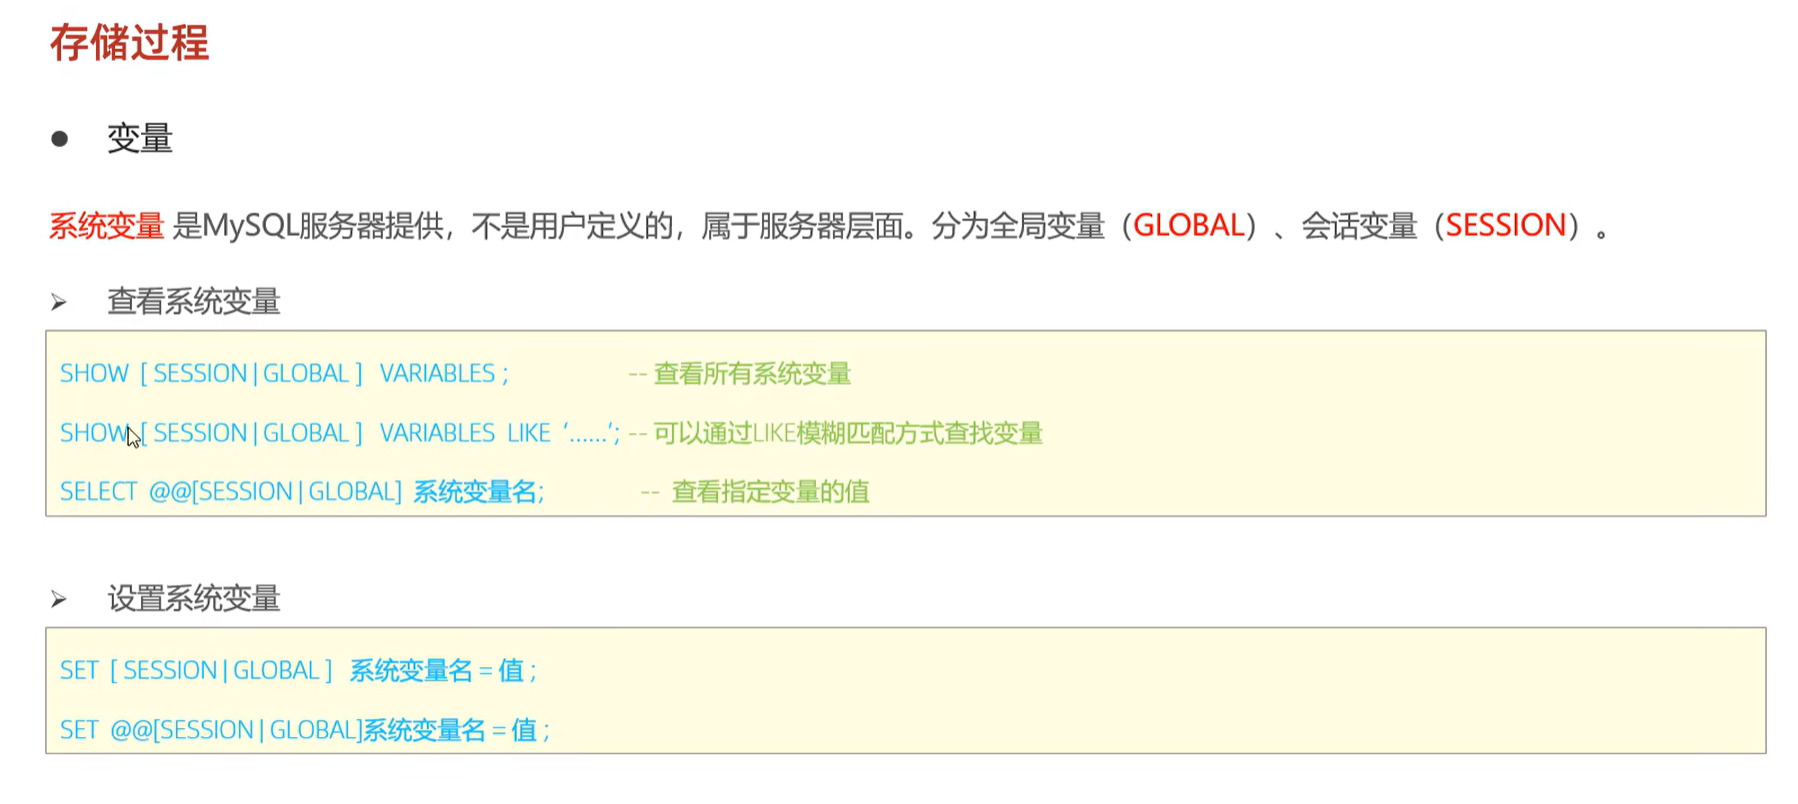 存储过程
变量
系统变量 是MySQL服务器提供，不是用户定义的，属于服务器层面。分为全局变量（GLOBAL）、会话变量（SESSION）。
查看系统变量
SHOW [ SESSION | GLOBAL ] VARIABLES ; -- 查看所有系统变量
SHOW [ SESSION | GLOBAL ] VARIABLES LIKE ‘......’; -- 可以通过LIKE模糊匹配方式查找变量
SELECT @@[SESSION | GLOBAL] 系统变量名; -- 查看指定变量的值
设置系统变量
SET [ SESSION | GLOBAL ] 系统变量名 = 值 ;
SET @@[SESSION | GLOBAL]系统变量名 = 值 ;